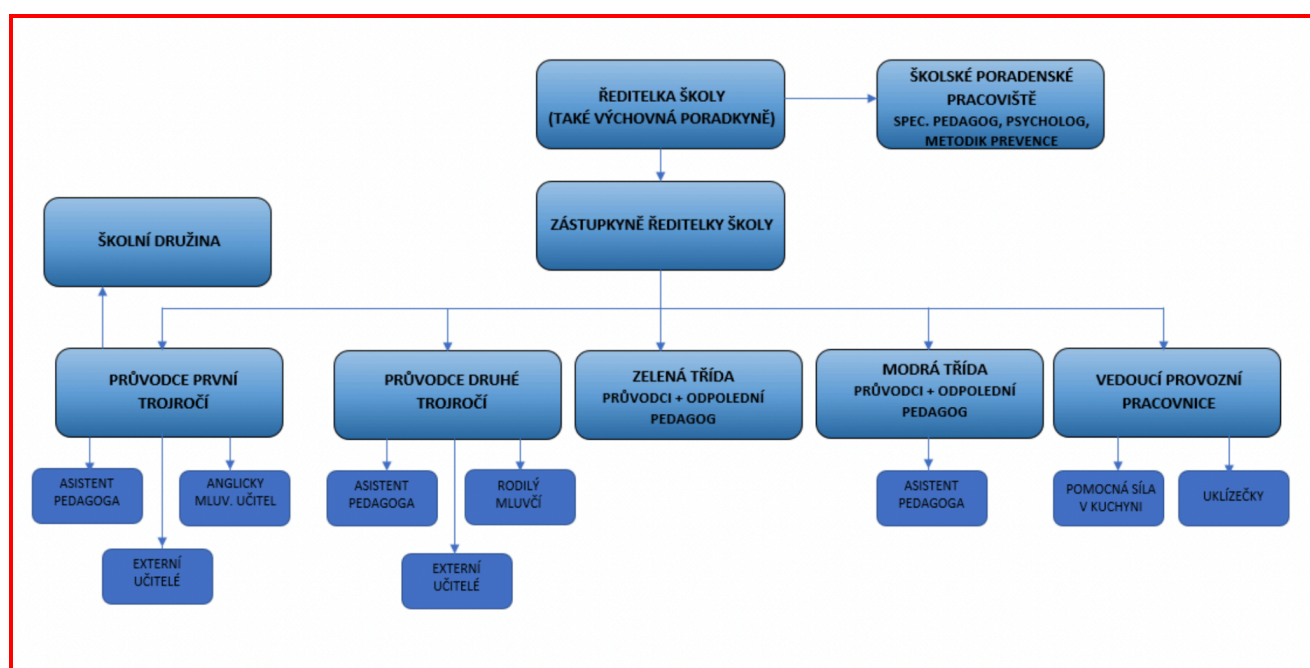 ŘEDITELKA ŠKOLY
(TAKÉ VÝCHOVNÁ PORADKYNĚ)
ŠKOLSKÉ PORADENSKÉ
PRACOVIŠTĚ
SPEC. PEDAGOG, PSYCHOLOG,
METODIK PREVENCE
ZÁSTUPKYNĚ ŘEDITELKY ŠKOLY
ŠKOLNÍ DRUŽINA
PRŮVODCE PRVNÍ
TROJROČÍ
PRŮVODCE DRUHÉ
TROJROČÍ
ZELENÁ TŘÍDA
PRŮVODCI + ODPOLEDNÍ
PEDAGOG
MODRÁ TŘÍDA
PRŮVODCI + ODPOLEDNÍ
PEDAGOG
VEDOUCÍ PROVOZNÍ
PRACOVNICE
ASISTENT
PEDAGOGA
ANGLICKY
MLUV. UČITEL
ASISTENT
PEDAGOGA
RODILÝ
MLUVČÍ
ASISTENT
PEDAGOGA
POMOCNÁ SÍLA
V KUCHYNI
UKLÍZEČKY
EXTERNÍ
UČITELÉ
EXTERNÍ
UČITELÉ